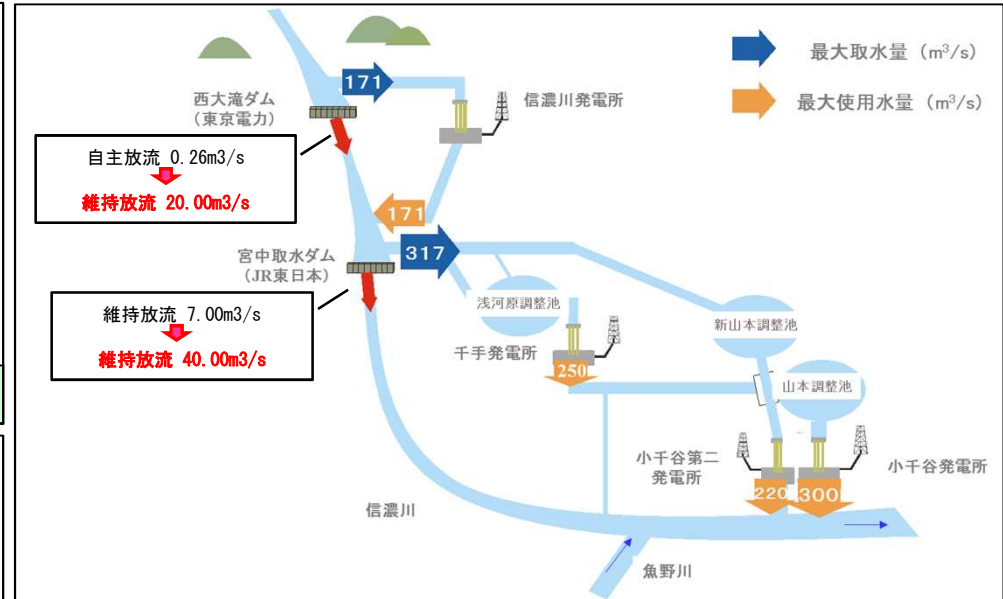 最大取水量（m³/s）
最大使用水量（m³/s）
171
西大滝ダム
（東京電力）
信濃川発電所
自主放流 0.26m3/s
維持放流 20.00m3/s
171
317
宮中取水ダム
（JR東日本）
維持放流 7.00m3/s
維持放流 40.00m3/s
浅河原調整池
千手発電所
250
新山本調整池
山本調整池
小千谷第二
発電所
220
300
小千谷発電所
信濃川
魚野川